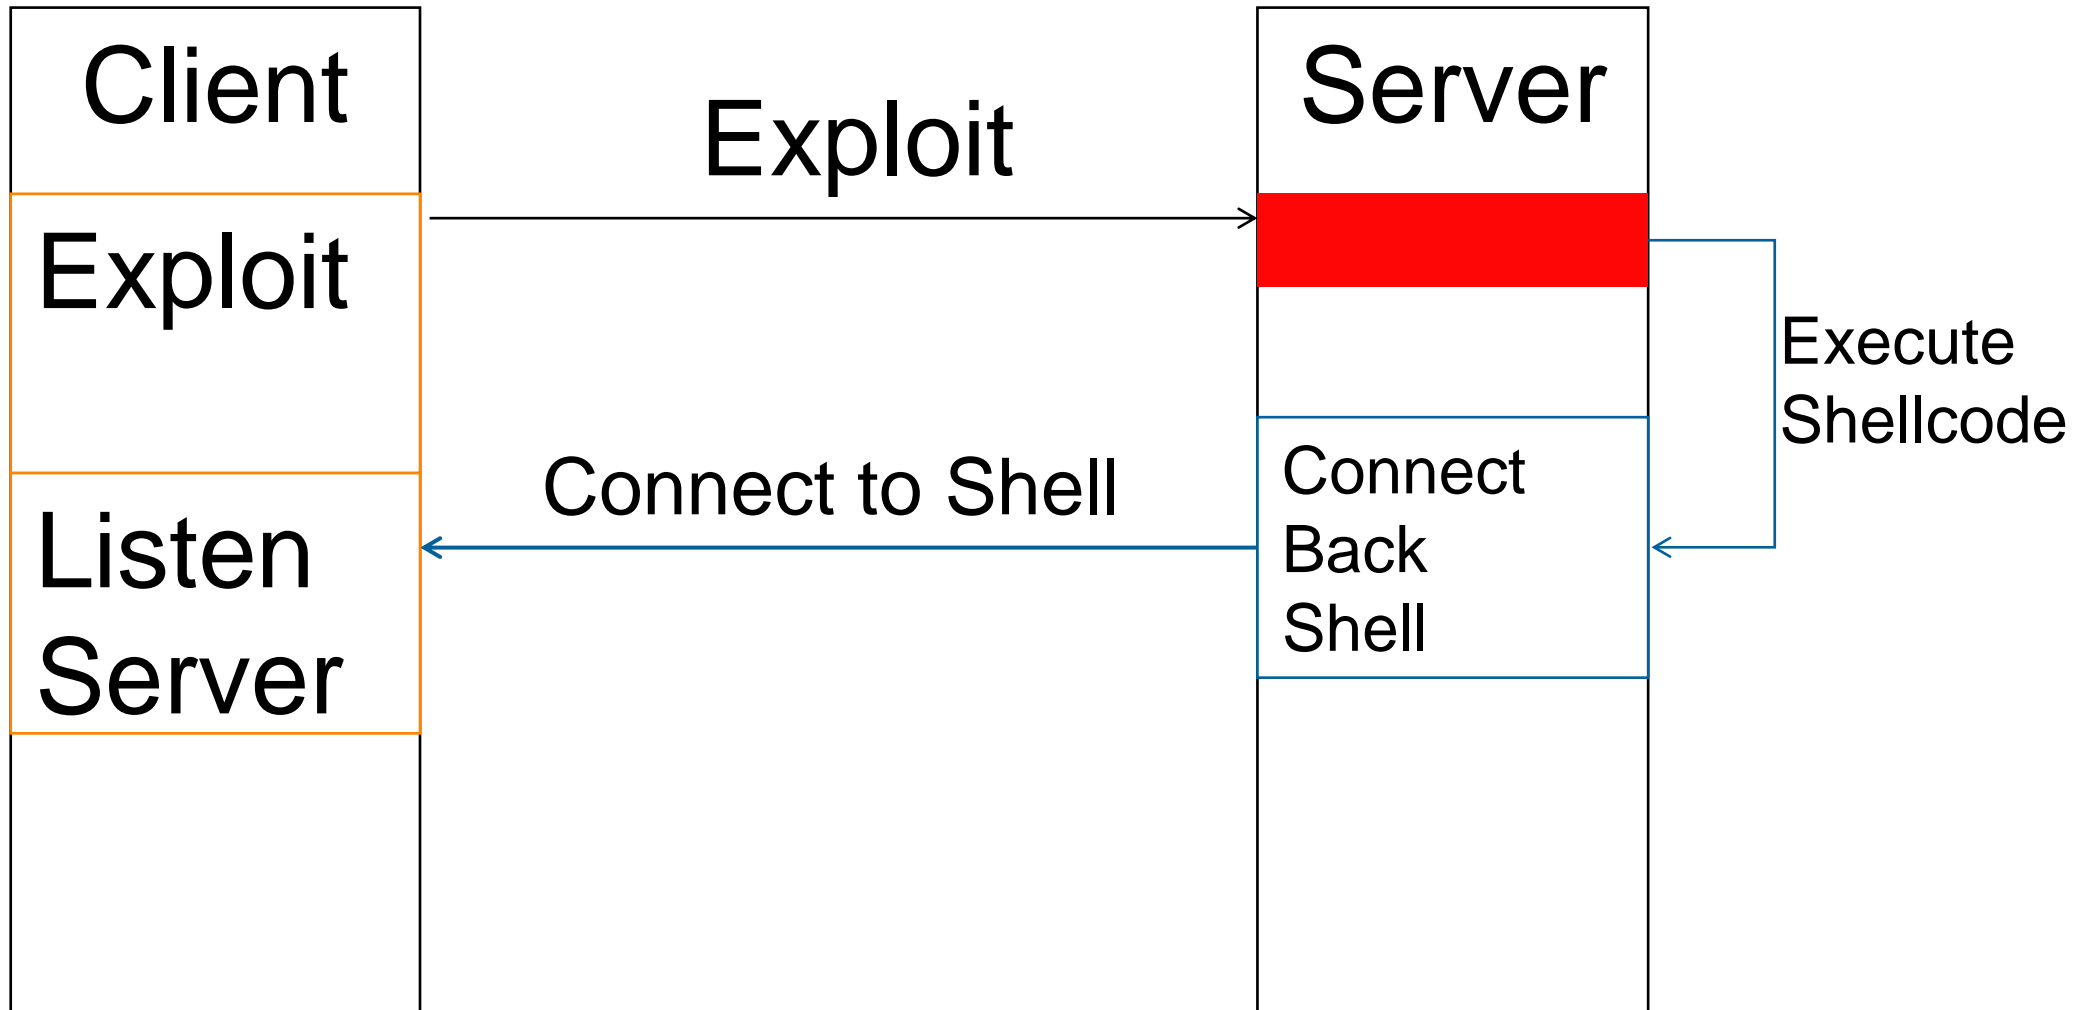 Client
Exploit
Server
Exploit
Execute
Shellcode
Connect to Shell
Connect
Back
Shell
Listen
Server